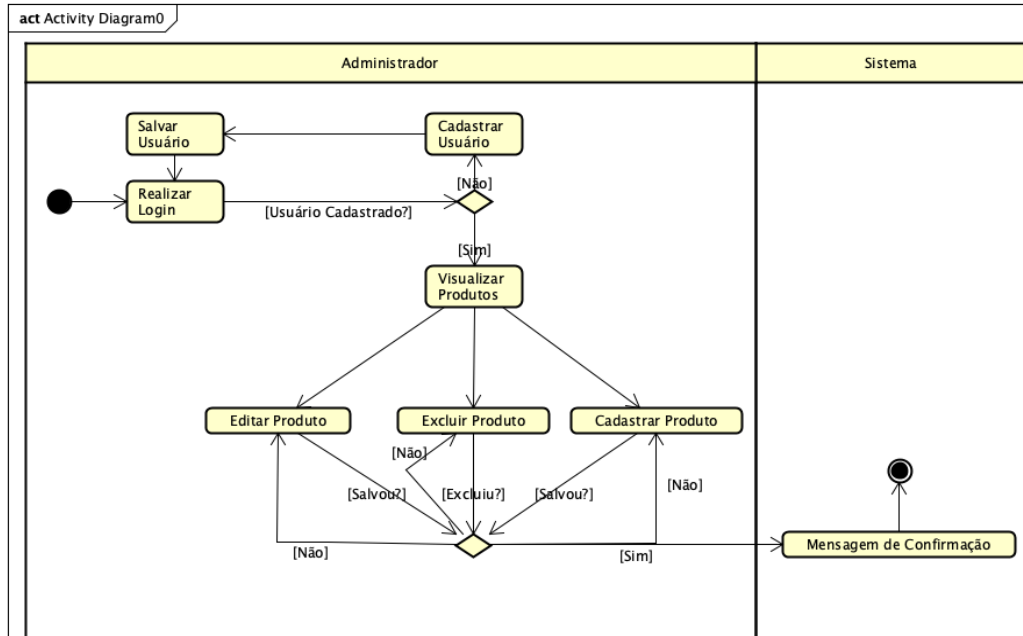 act Activity Diagram0
Administrador
Sistema
Salvar
Usuário
Cadastrar
Usuário
[Não]
Realizar
Login
[Usuário Cadastrado?]
[Sim]
Visualizar
Produtos
Editar Produto
Excluir Produto
Cadastrar Produto
[Não]
[Salvou?]
[Excluiu?]
[Salvou?]
[Não]
[Não]
[Sim]
Mensagem de Confirmação